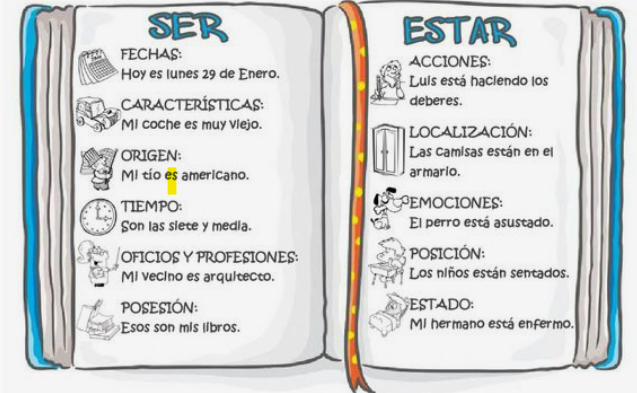 SER
FECHAS:
Hoy es lunes 29 de Enero.
CARACTERÍSTICAS:
Mi coche es muy viejo.
ORIGEN:
Mi tío es americano.
TIEMPO:
Son las siete y media.
OFICIOS Y PROFESIONES:
Mi vecino es arquitecto.
POSESIÓN:
Esos son mis libros.
ESTAR
ACCIONES:
Luis está haciendo los
deberes.
LOCALIZACIÓN:
Las camisas están en el
armario.
EMOCIONES:
El perro está asustado.
POSICIÓN:
Los niños están sentados.
ESTADO:
Mi hermano está enfermo.